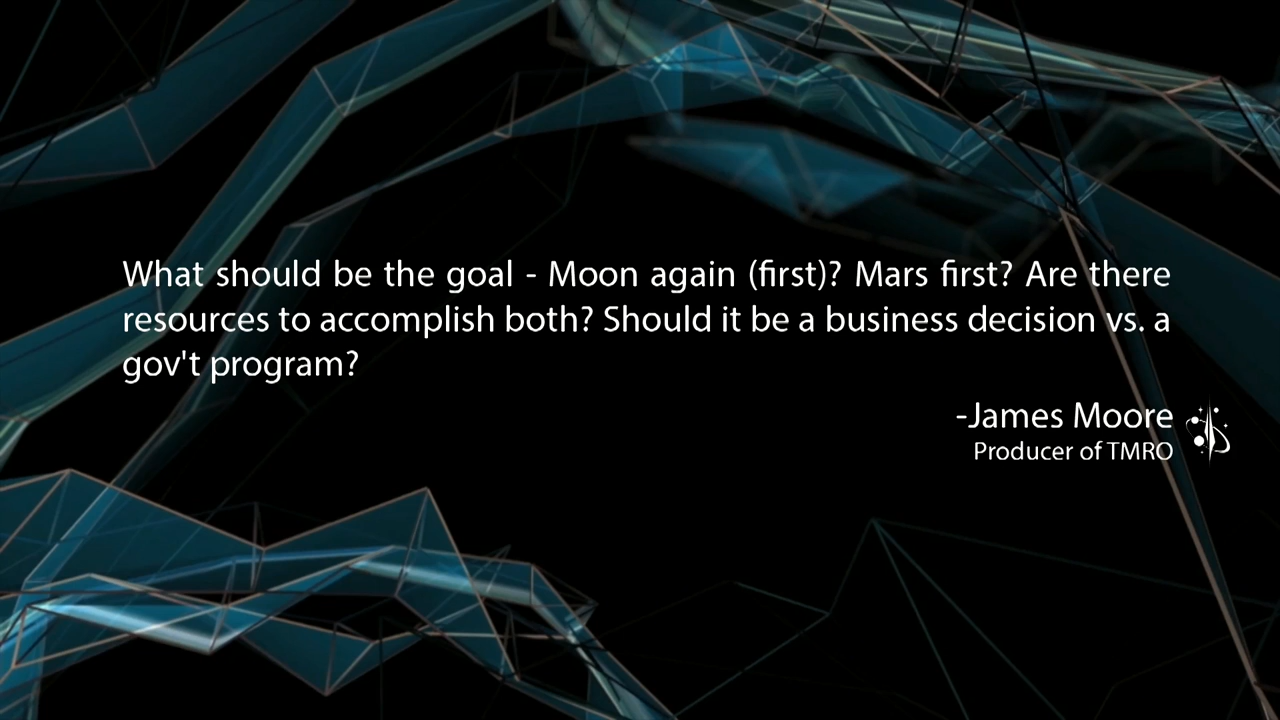 What should be the goal - Moon again (first)? Mars first? Are there
resources to accomplish both? Should it be a business decision vs. a
gov't program?
-James Moore
Producer of TMRO